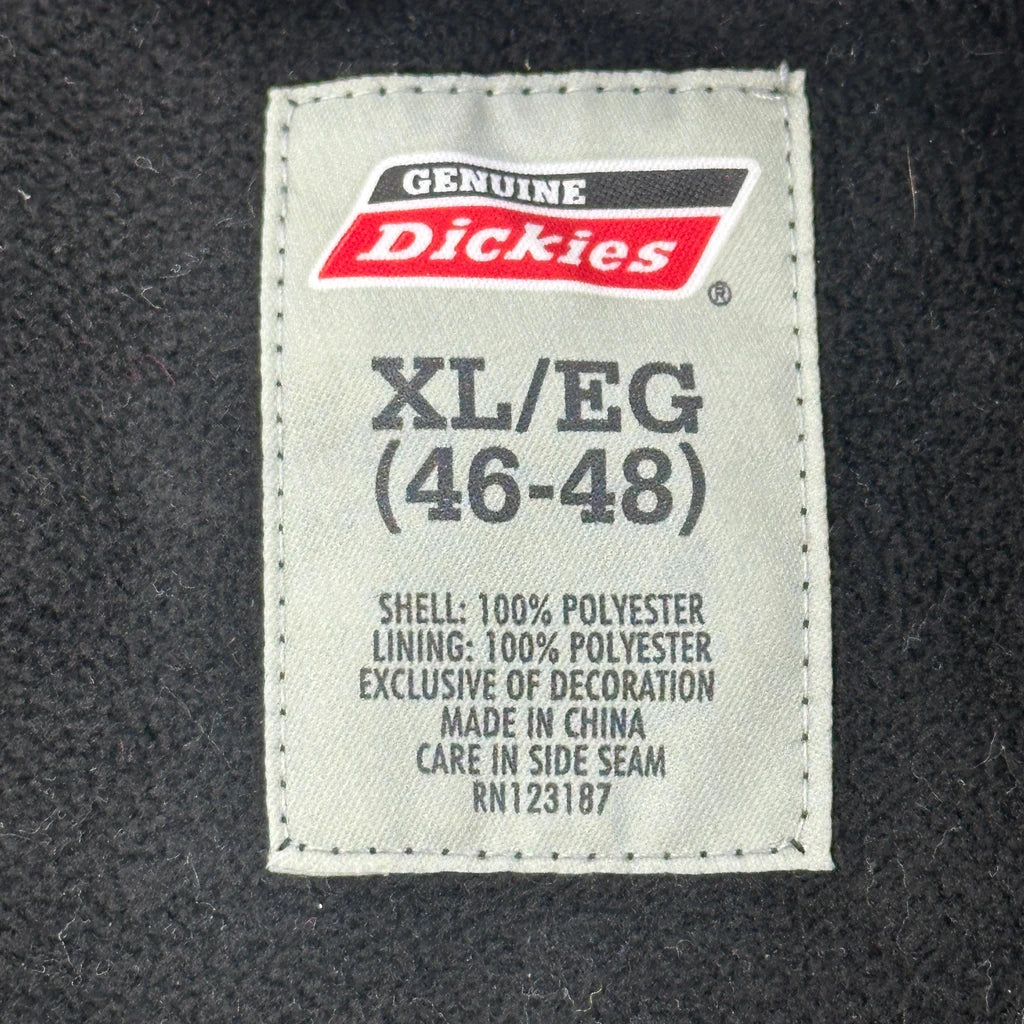 GENUINE
Dickies
®
XL/EG
(46-48)
SHELL: 100% POLYESTER
LINING: 100% POLYESTER
EXCLUSIVE OF DECORATION
MADE IN CHINA
CARE IN SIDE SEAM
RN123187